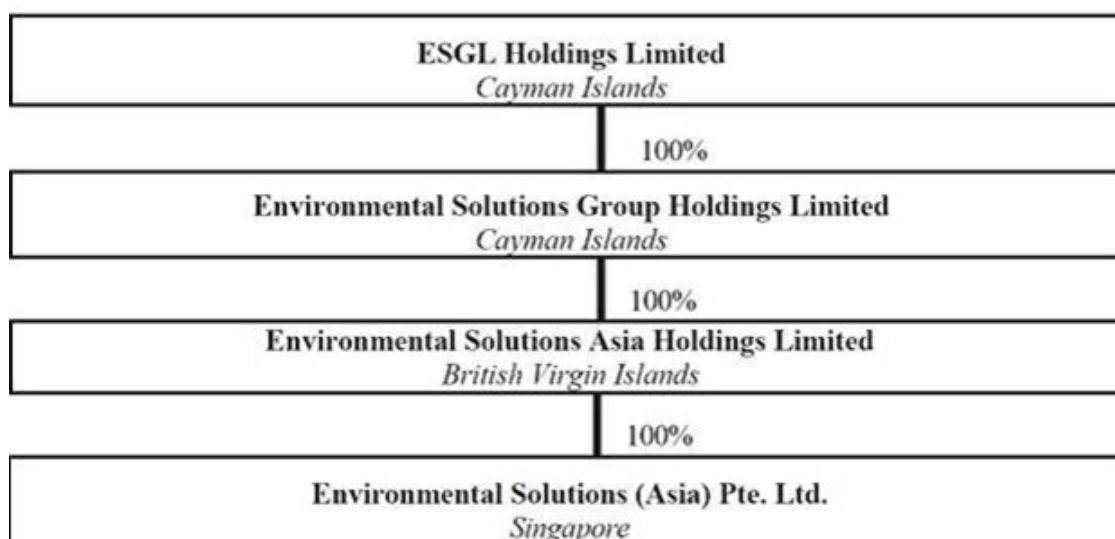 ESGL Holdings Limited
Cayman Islands
100%
Environmental Solutions Group Holdings Limited
Cayman Islands
100%
Environmental Solutions Asia Holdings Limited
British Virgin Islands
100%
Environmental Solutions (Asia) Pte. Ltd.
Singapore